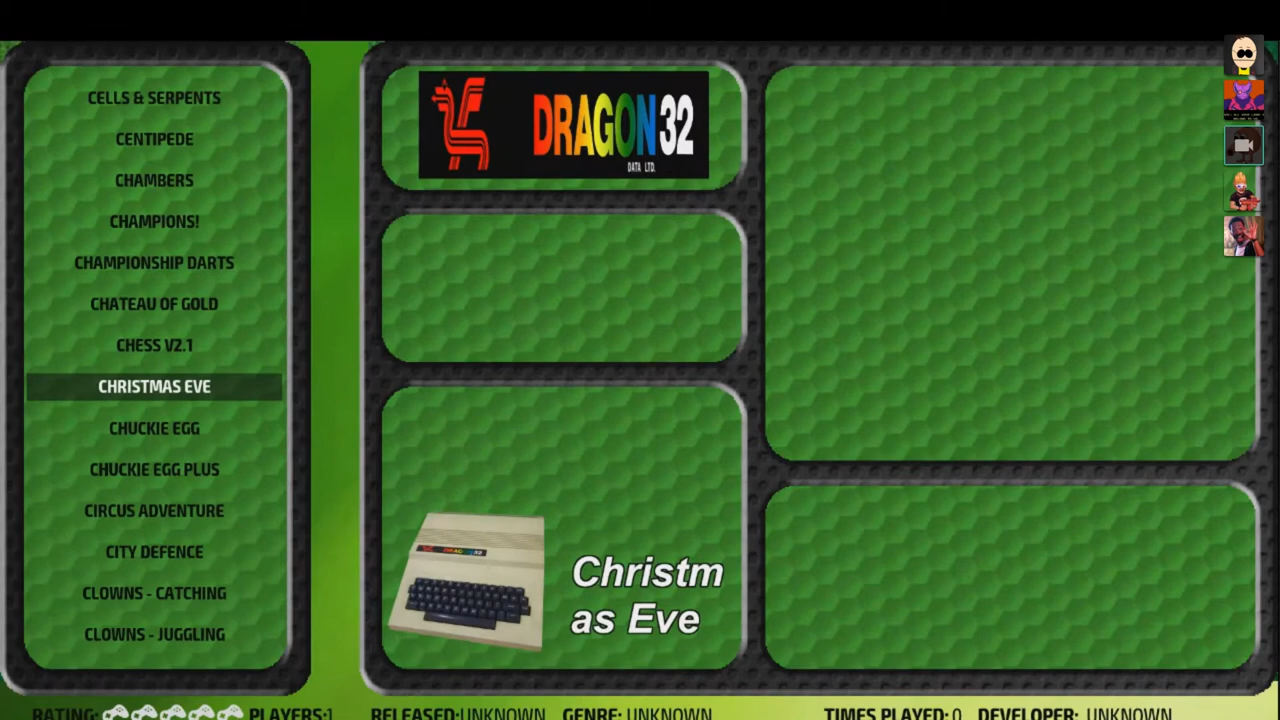 CELLS & SERPENTS
CENTIPEDE
CHAMBERS
CHAMPIONS!
CHAMPIONSHIP DARTS
CHATEAU OF GOLD
CHESS V2.1
CHRISTMAS EVE
CHUCKIE EGG
CHUCKIE EGG PLUS
CIRCUS ADVENTURE
CITY DEFENCE
CLOWNS - CATCHING
CLOWNS - JUGGLING
DRAGON 32
DATA LTD.
DRAGON 32
Christm
as Eve
RATING: PLAYERS:1 RELEASED:UNKNOWN GENRE: UNKNOWN TIMES PLAYED: 0 DEVELOPER: UNKNOWN